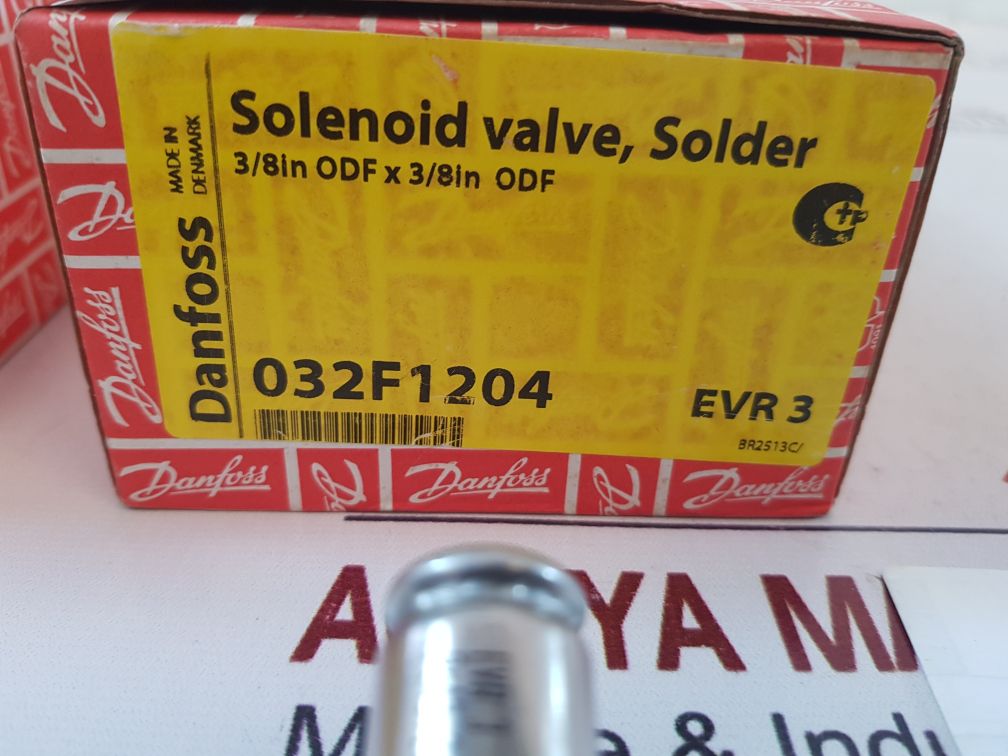 Solenoid valve, Solder
3/8in ODF x 3/8in ODF
MADE IN
DENMARK
Danfoss
032F1204
EVR 3
BR2513C/
Danfoss
Danfoss
Danfoss
Danfoss